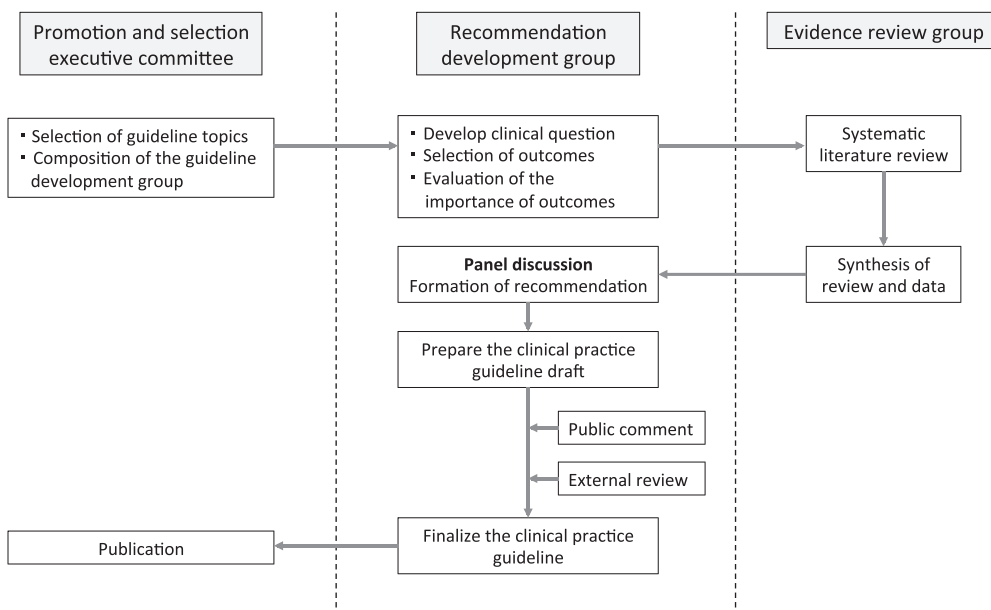 Promotion and selection
executive committee
Recommendation
development group
Evidence review group
▪ Selection of guideline topics
▪ Composition of the guideline
development group
▪ Develop clinical question
▪ Selection of outcomes
▪ Evaluation of the
importance of outcomes
Systematic
literature review
Panel discussion
Formation of recommendation
Synthesis of
review and data
Prepare the clinical practice
guideline draft
Public comment
External review
Publication
Finalize the clinical practice
guideline